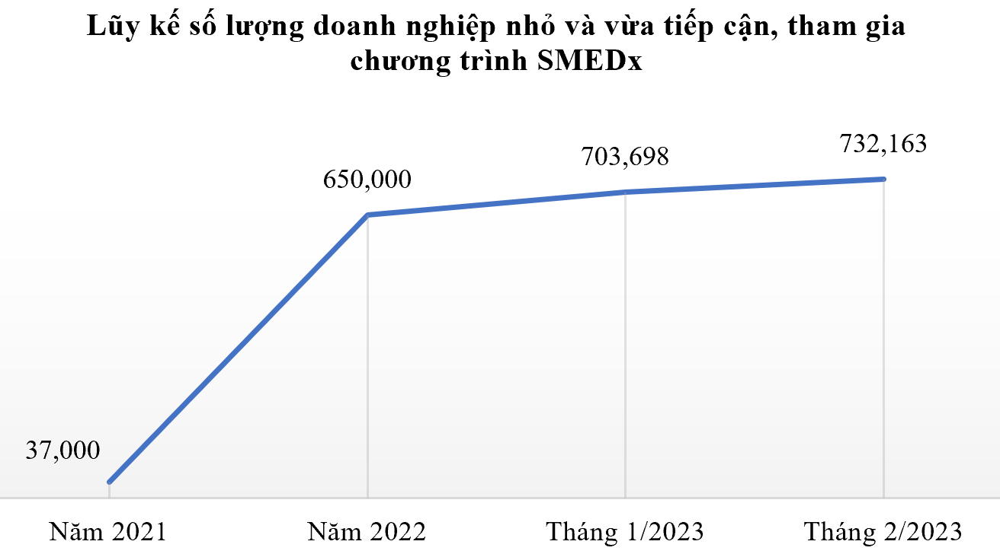 Lũy kế số lượng doanh nghiệp nhỏ và vừa tiếp cận, tham gia
chương trình SMEDx
732,163
703,698
650,000
37,000
Năm 2021
Năm 2022
Tháng 1/2023
Tháng 2/2023